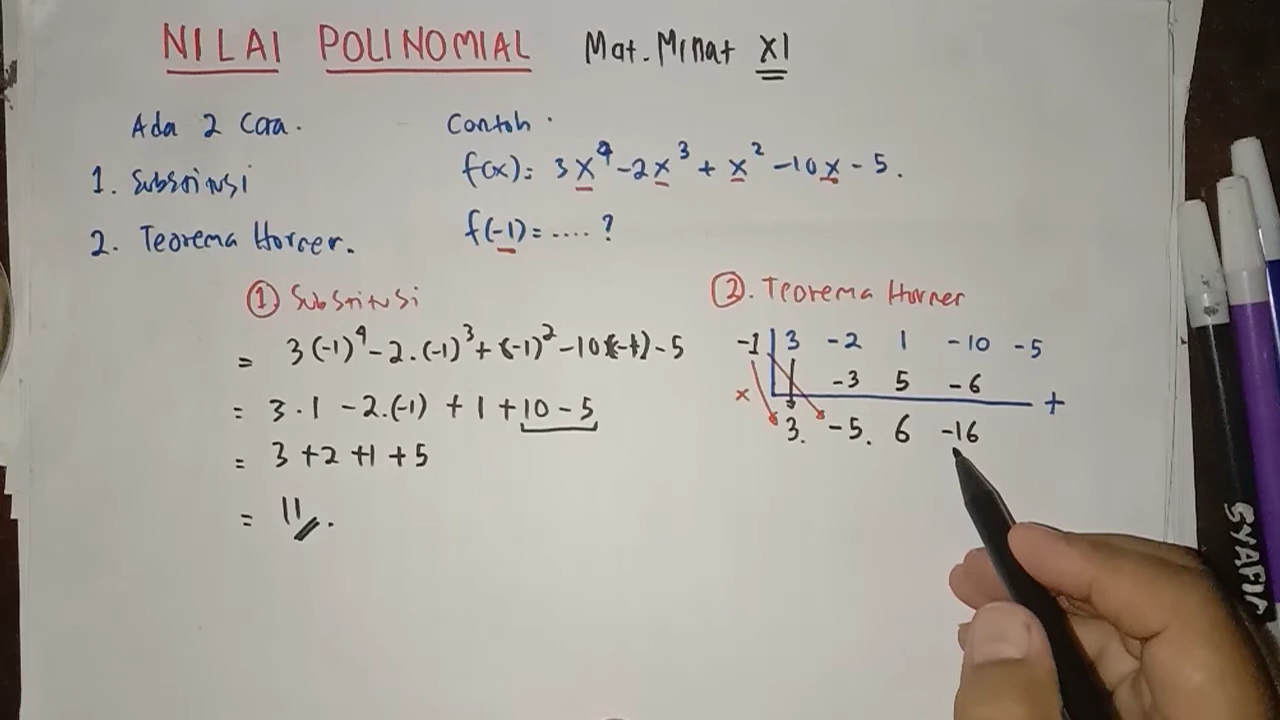 NILAI POLINOMIAL Mat. Minat XI
Ada 2 Cara.
1. Substitusi
2. Teorema Horner.
Contoh.
f(x) = 3x⁴ - 2x³ + x² - 10x - 5.
f(-1) = .... ?
① Substitusi
= 3(-1)⁴ - 2.(-1)³ + (-1)² - 10(-1) - 5
= 3.1 - 2.(-1) + 1 + 10 - 5
= 3 + 2 + 1 + 5
= 11 //.
②. Teorema Horner
-1 | 3 -2 1 -10 -5
-3 5 -6
x +
3. -5. 6 -16
SYAFIR